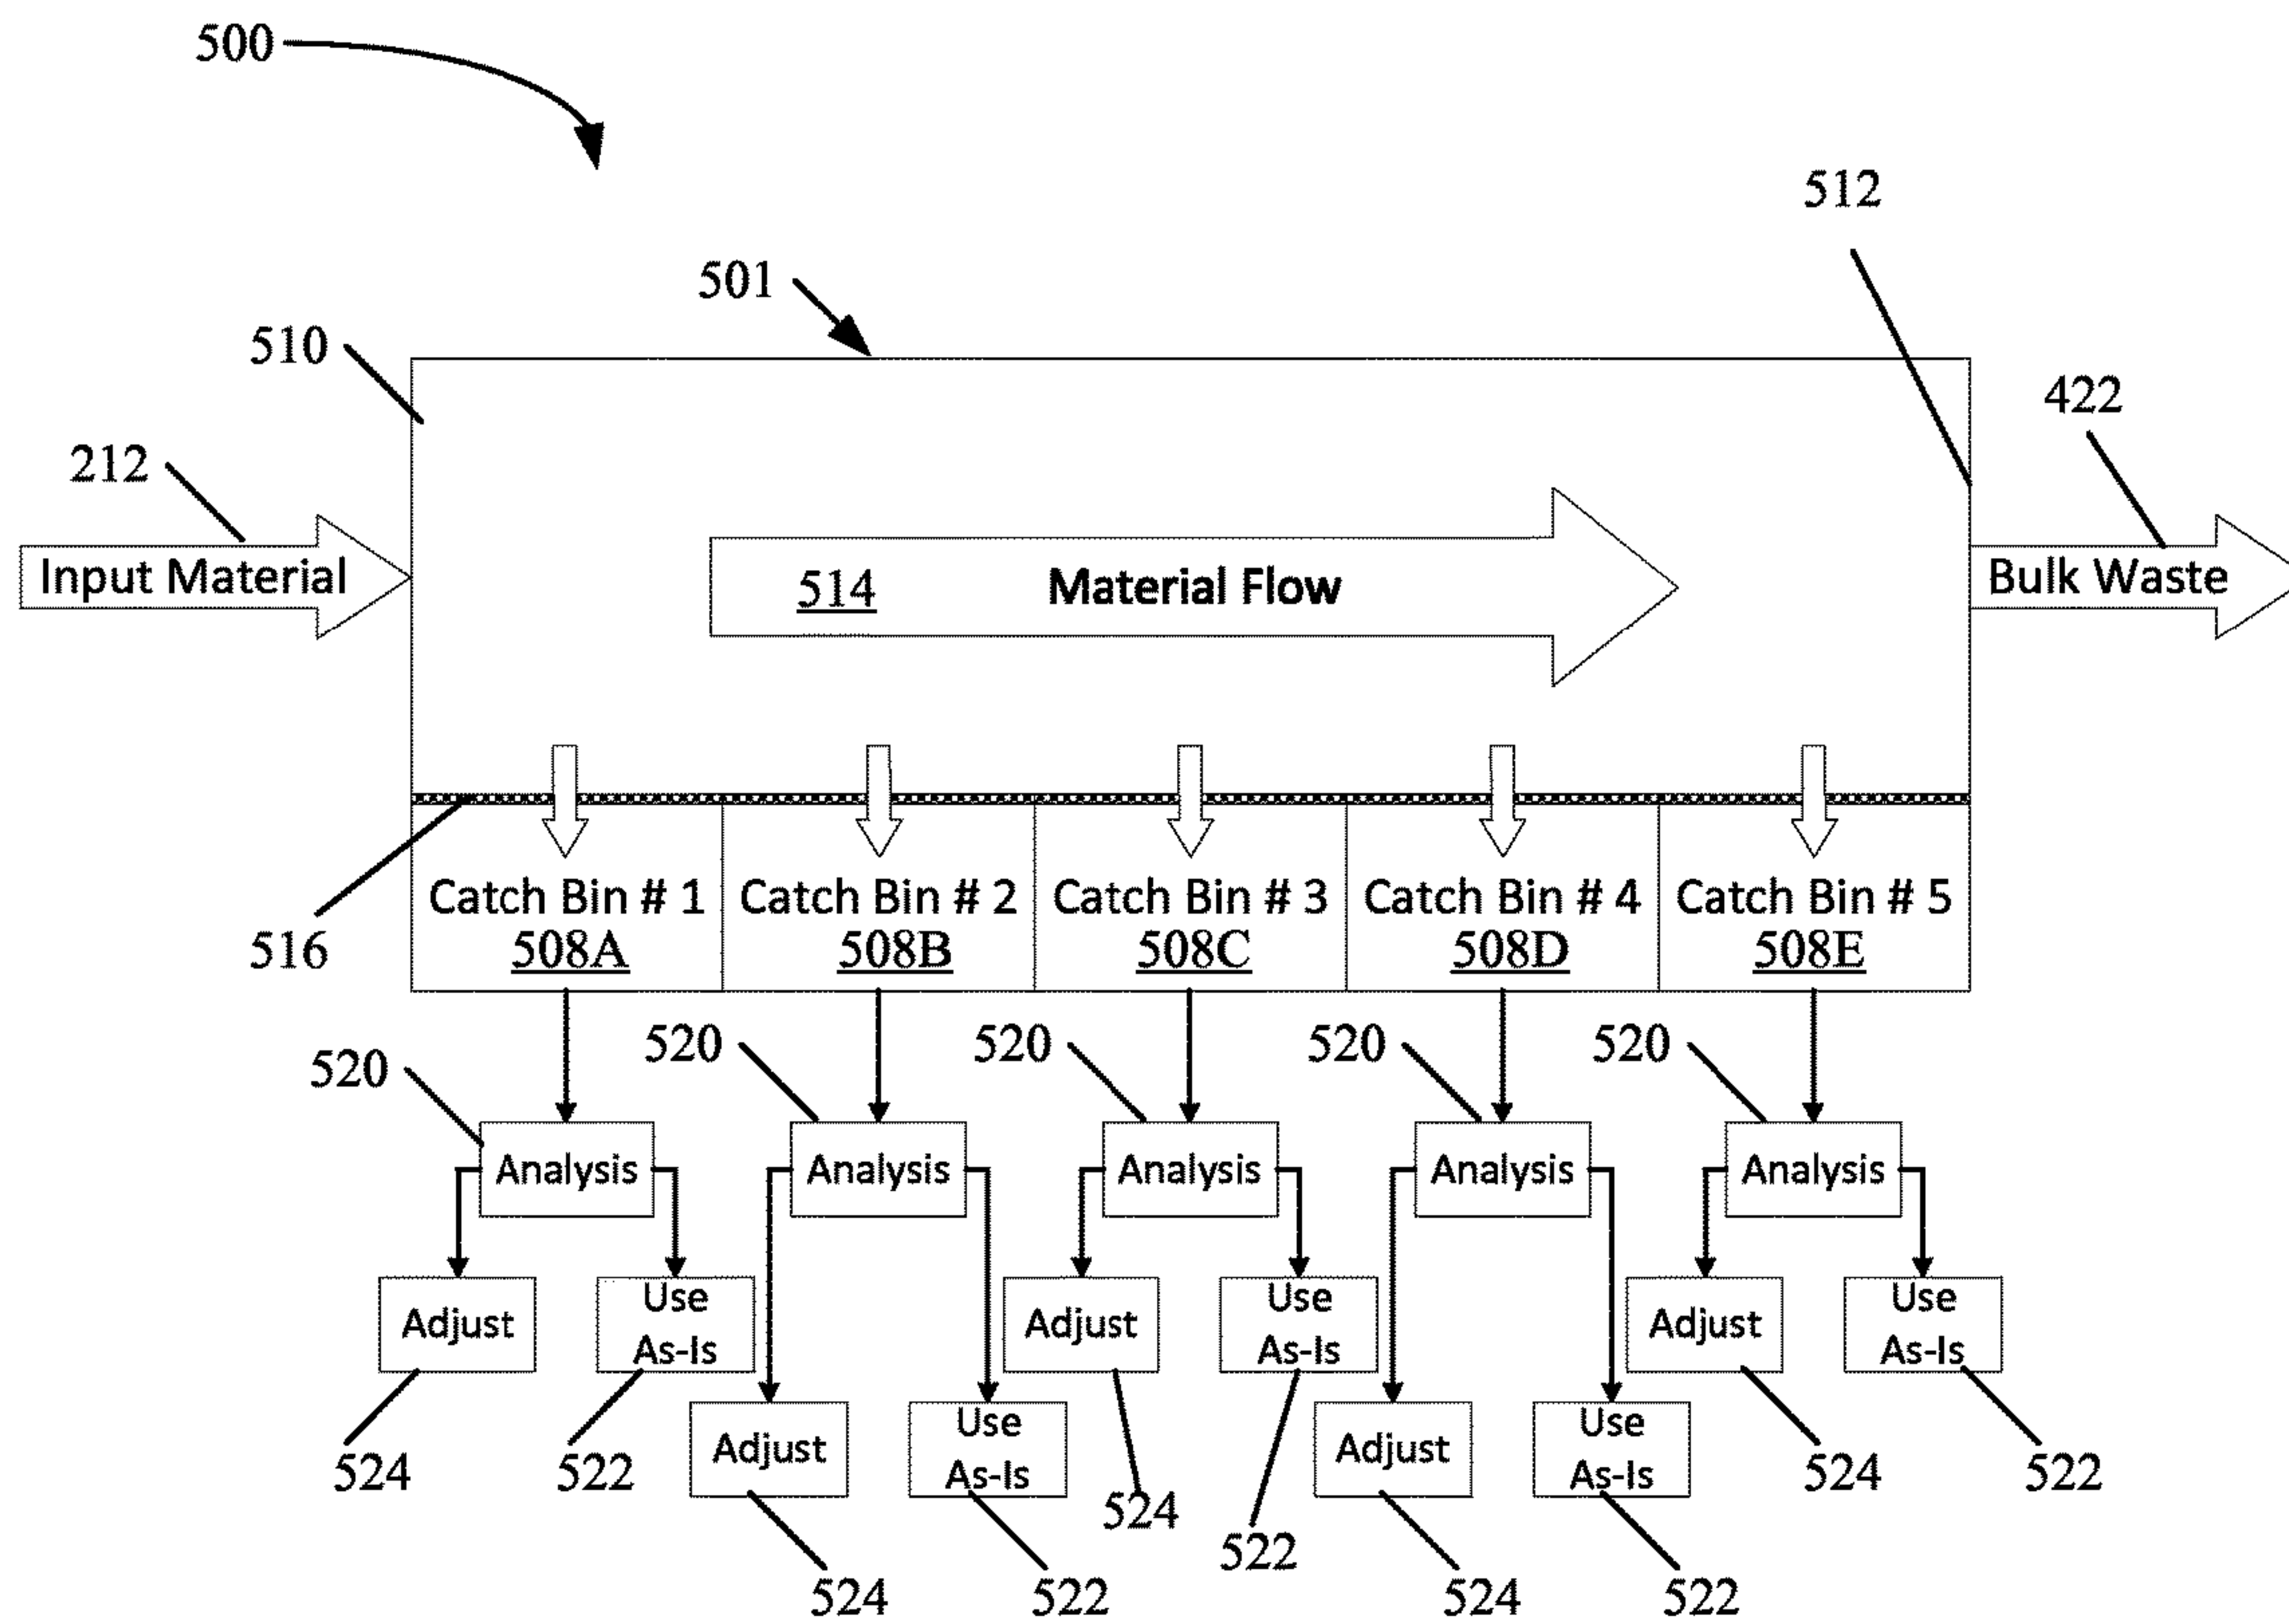 500
512
501
510
422
212
Input Material
514 Material Flow
Bulk Waste
Catch Bin # 1
508A
Catch Bin # 2
508B
Catch Bin # 3
508C
Catch Bin # 4
508D
Catch Bin # 5
508E
516
520
520
520
520
520
Analysis
Analysis
Analysis
Analysis
Analysis
Adjust
Use
As-Is
Adjust
Use
As-Is
Adjust
Use
As-Is
Adjust
Use
As-Is
Adjust
Use
As-Is
524
522
524
522
524
522
524
522
524
522